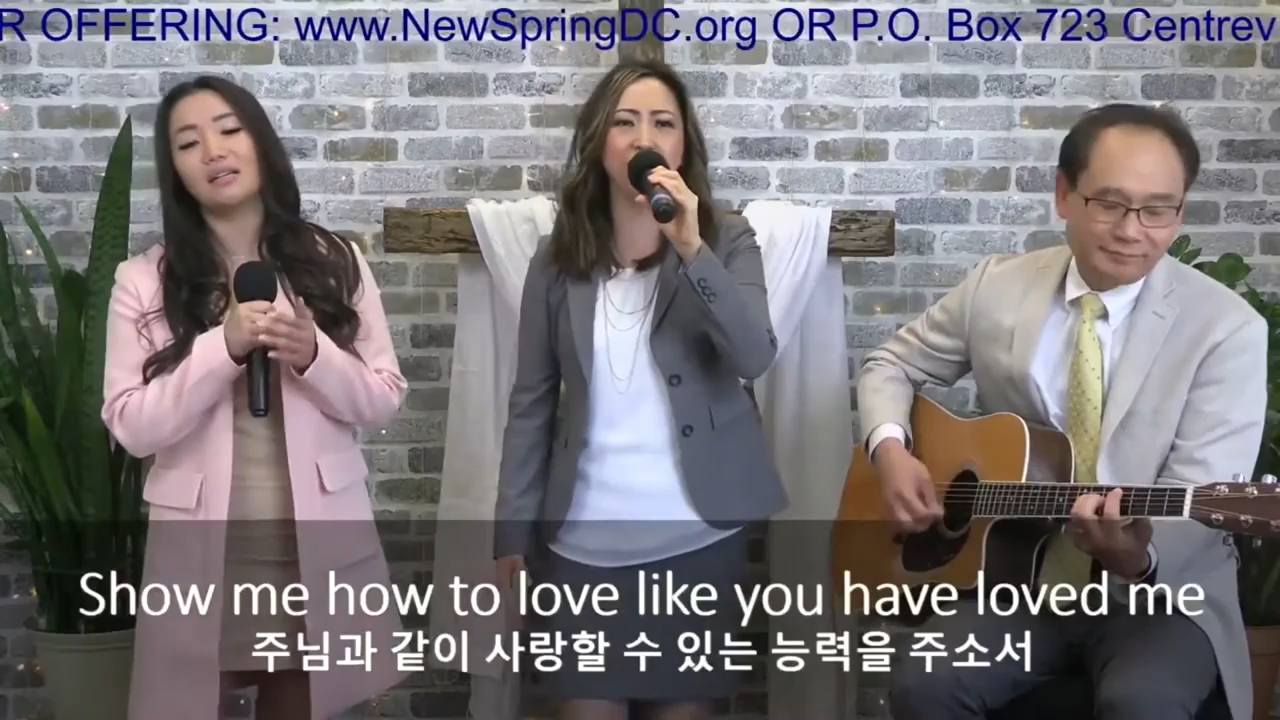 R OFFERING: www.NewSpringDC.org OR P.O. Box 723 Centrev
Show me how to love like you have loved me
주님과 같이 사랑할 수 있는 능력을 주소서